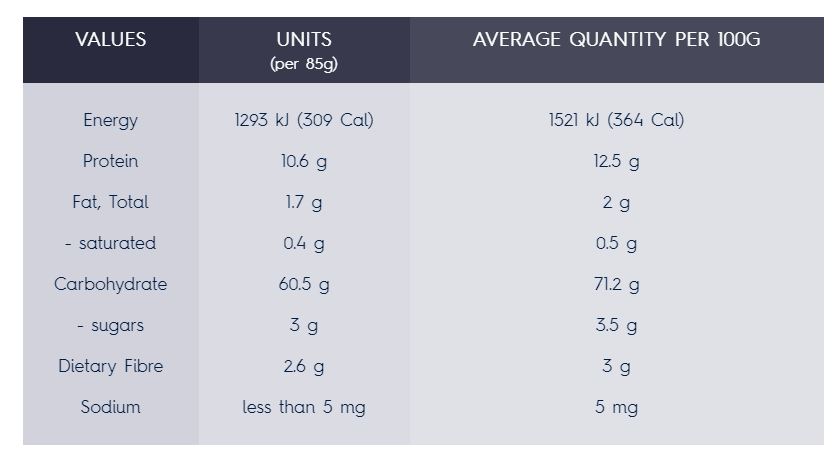 VALUES UNITS AVERAGE QUANTITY PER 100G
(per 85g)
Energy 1293 kJ (309 Cal) 1521 kJ (364 Cal)
Protein 10.6 g 12.5 g
Fat, Total 1.7 g 2 g
- saturated 0.4 g 0.5 g
Carbohydrate 60.5 g 71.2 g
- sugars 3 g 3.5 g
Dietary Fibre 2.6 g 3 g
Sodium less than 5 mg 5 mg